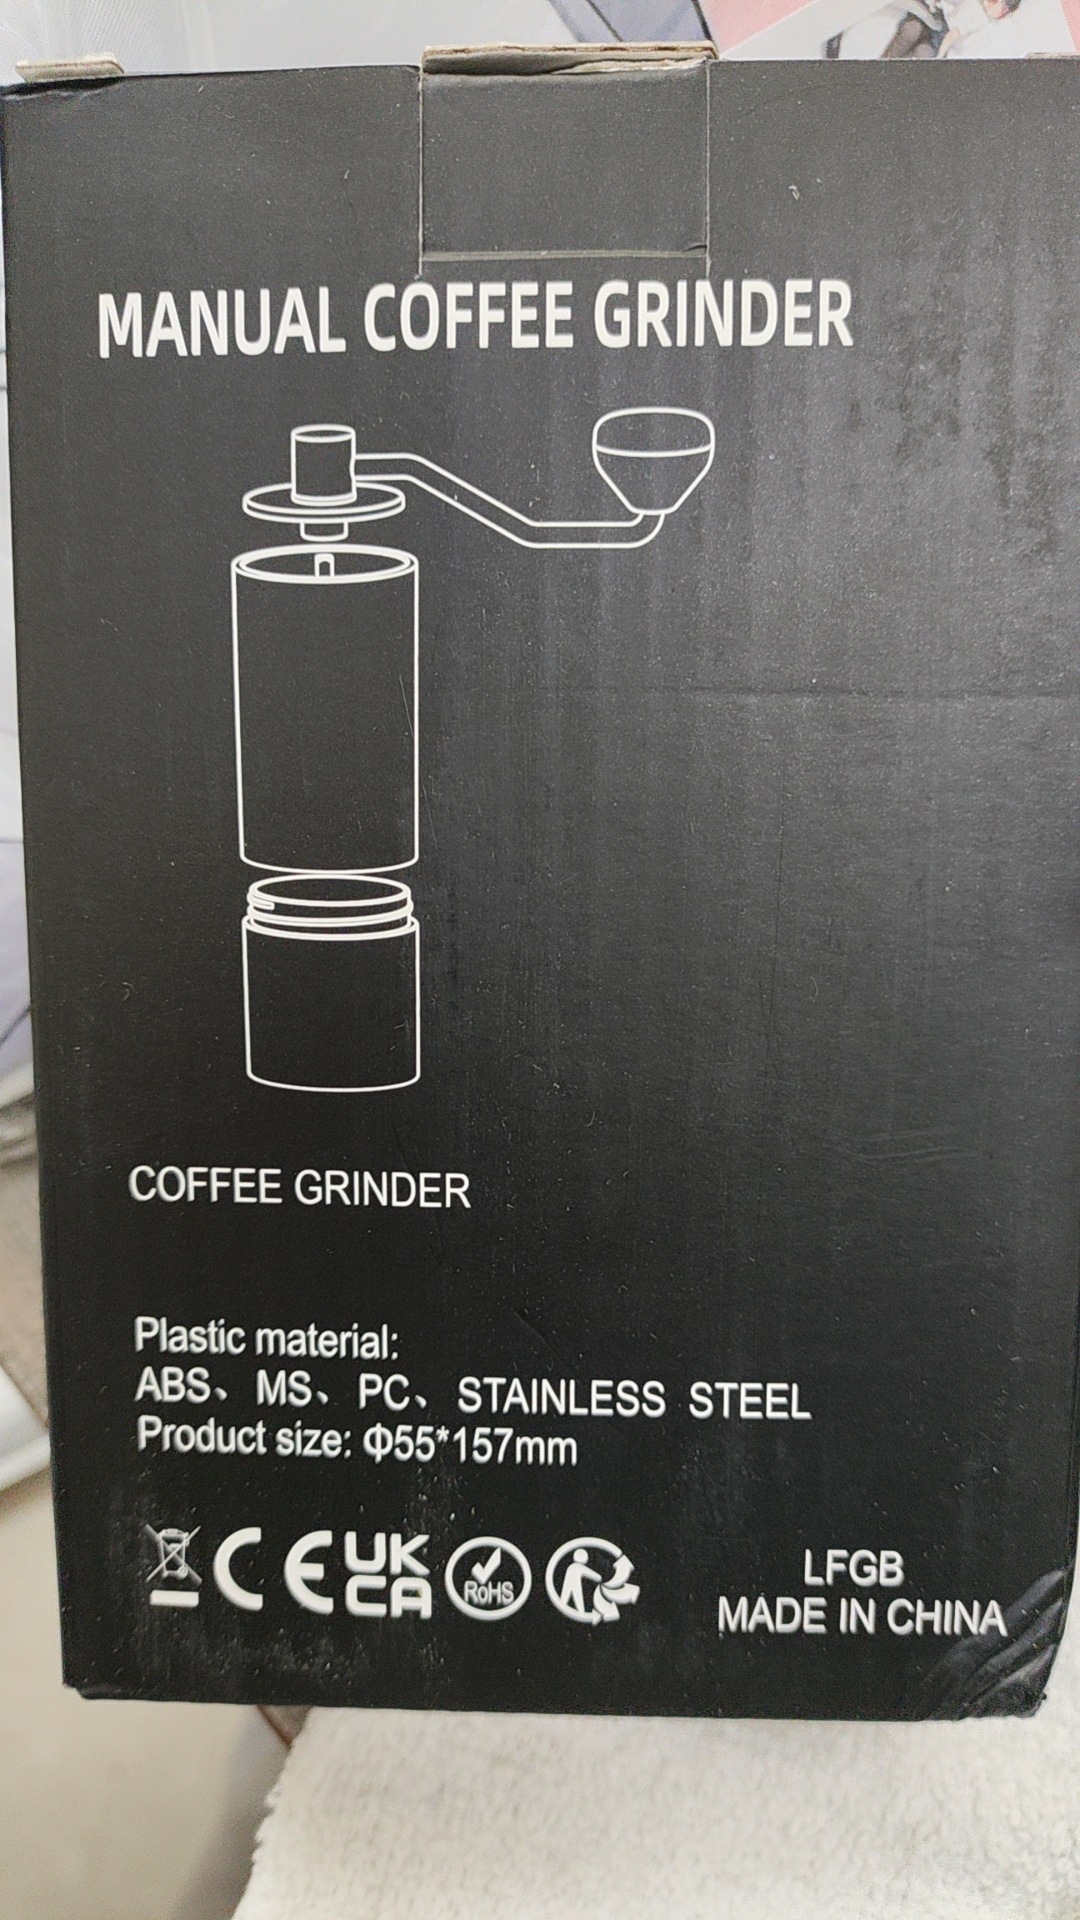 MANUAL COFFEE GRINDER
COFFEE GRINDER
Plastic material:
ABS、 MS、 PC、 STAINLESS STEEL
Product size: Φ55*157mm
CE UK CA RoHS
LFGB
MADE IN CHINA